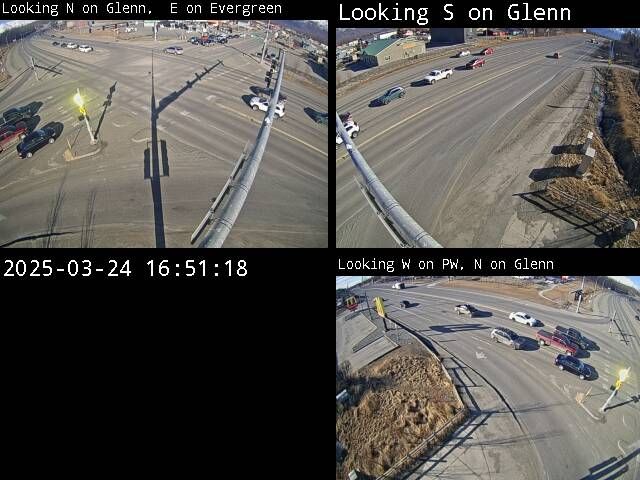 Looking N on Glenn,  E on Evergreen
Looking S on Glenn
2025-03-24 16:51:18
Looking W on PW, N on Glenn